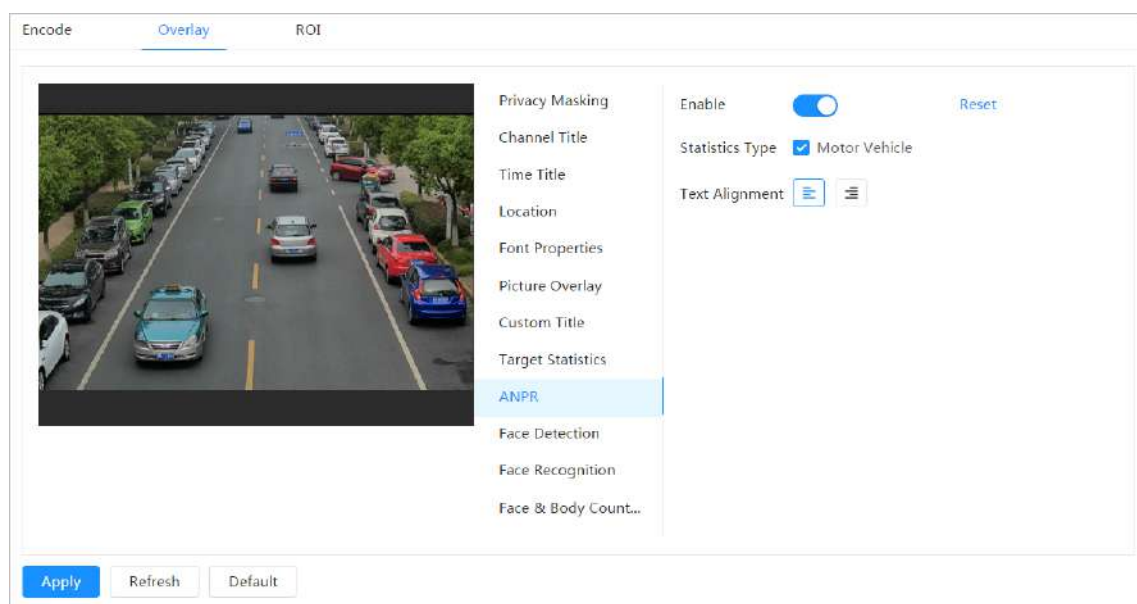 Encode Overlay ROI
Privacy Masking
Channel Title
Time Title
Location
Font Properties
Picture Overlay
Custom Title
Target Statistics
ANPR
Face Detection
Face Recognition
Face & Body Count...
Enable Reset
Statistics Type Motor Vehicle
Text Alignment
Apply Refresh Default